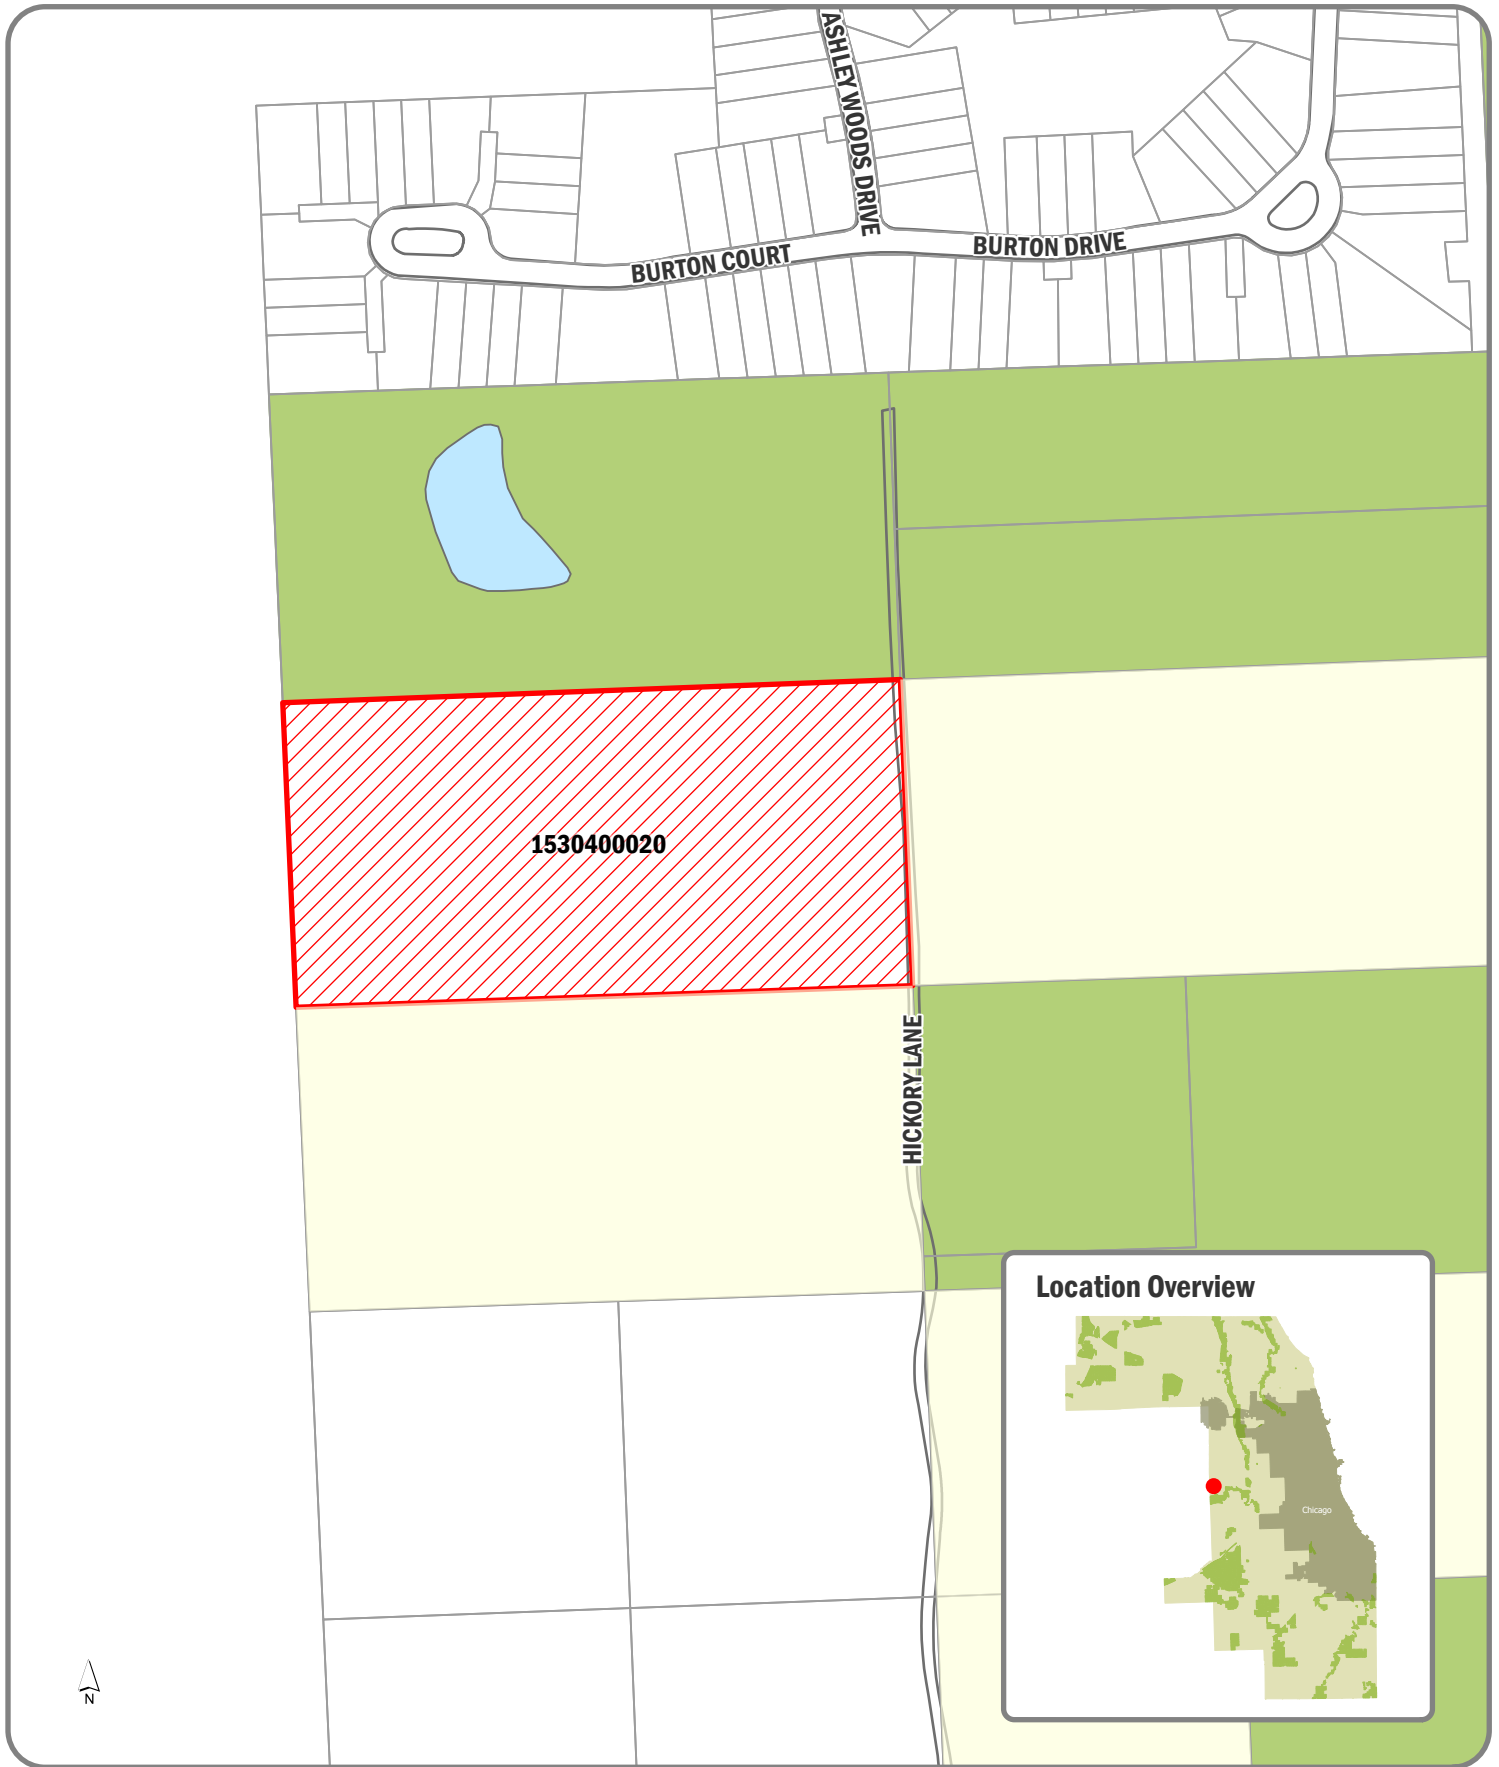 ASHLEY WOODS DRIVE
BURTON COURT
BURTON DRIVE
1530400020
HICKORY LANE
Location Overview
Chicago
N